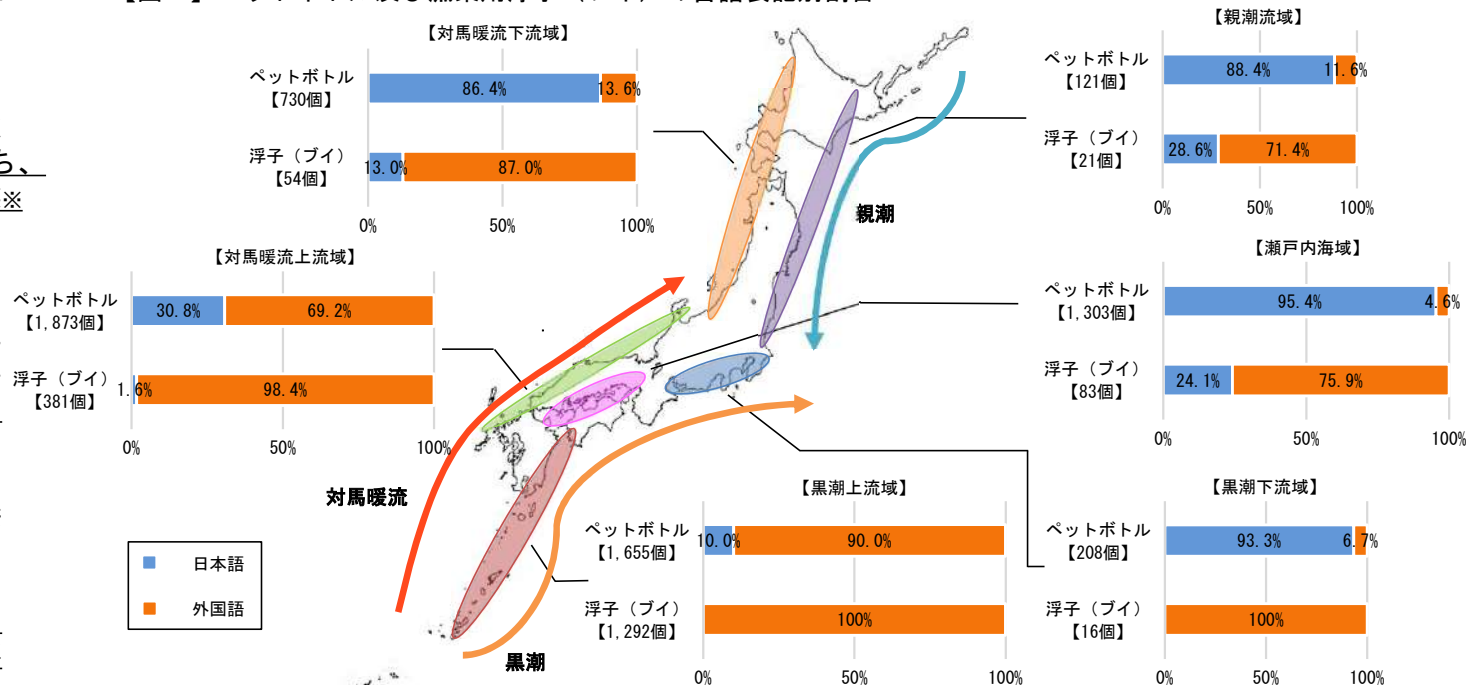 【対馬暖流下流域】
ペットボトル
【730個】
86.4%
13.6%
浮子（ブイ）
【54個】
13.0%
87.0%
0%
50%
100%
【親潮流域】
ペットボトル
【121個】
88.4%
11.6%
浮子（ブイ）
【21個】
28.6%
71.4%
0%
50%
100%
ち、
※
親潮
【対馬暖流上流域】
ペットボトル
【1,873個】
30.8%
69.2%
浮子（ブイ）
【381個】
1.6%
98.4%
0%
50%
100%
【瀬戸内海域】
ペットボトル
【1,303個】
95.4%
4.6%
浮子（ブイ）
【83個】
24.1%
75.9%
0%
50%
100%
対馬暖流
日本語
外国語
黒潮
【黒潮上流域】
ペットボトル
【1,655個】
10.0%
90.0%
浮子（ブイ）
【1,292個】
100%
0%
50%
100%
【黒潮下流域】
ペットボトル
【208個】
93.3%
6.7%
浮子（ブイ）
【16個】
100%
0%
50%
100%